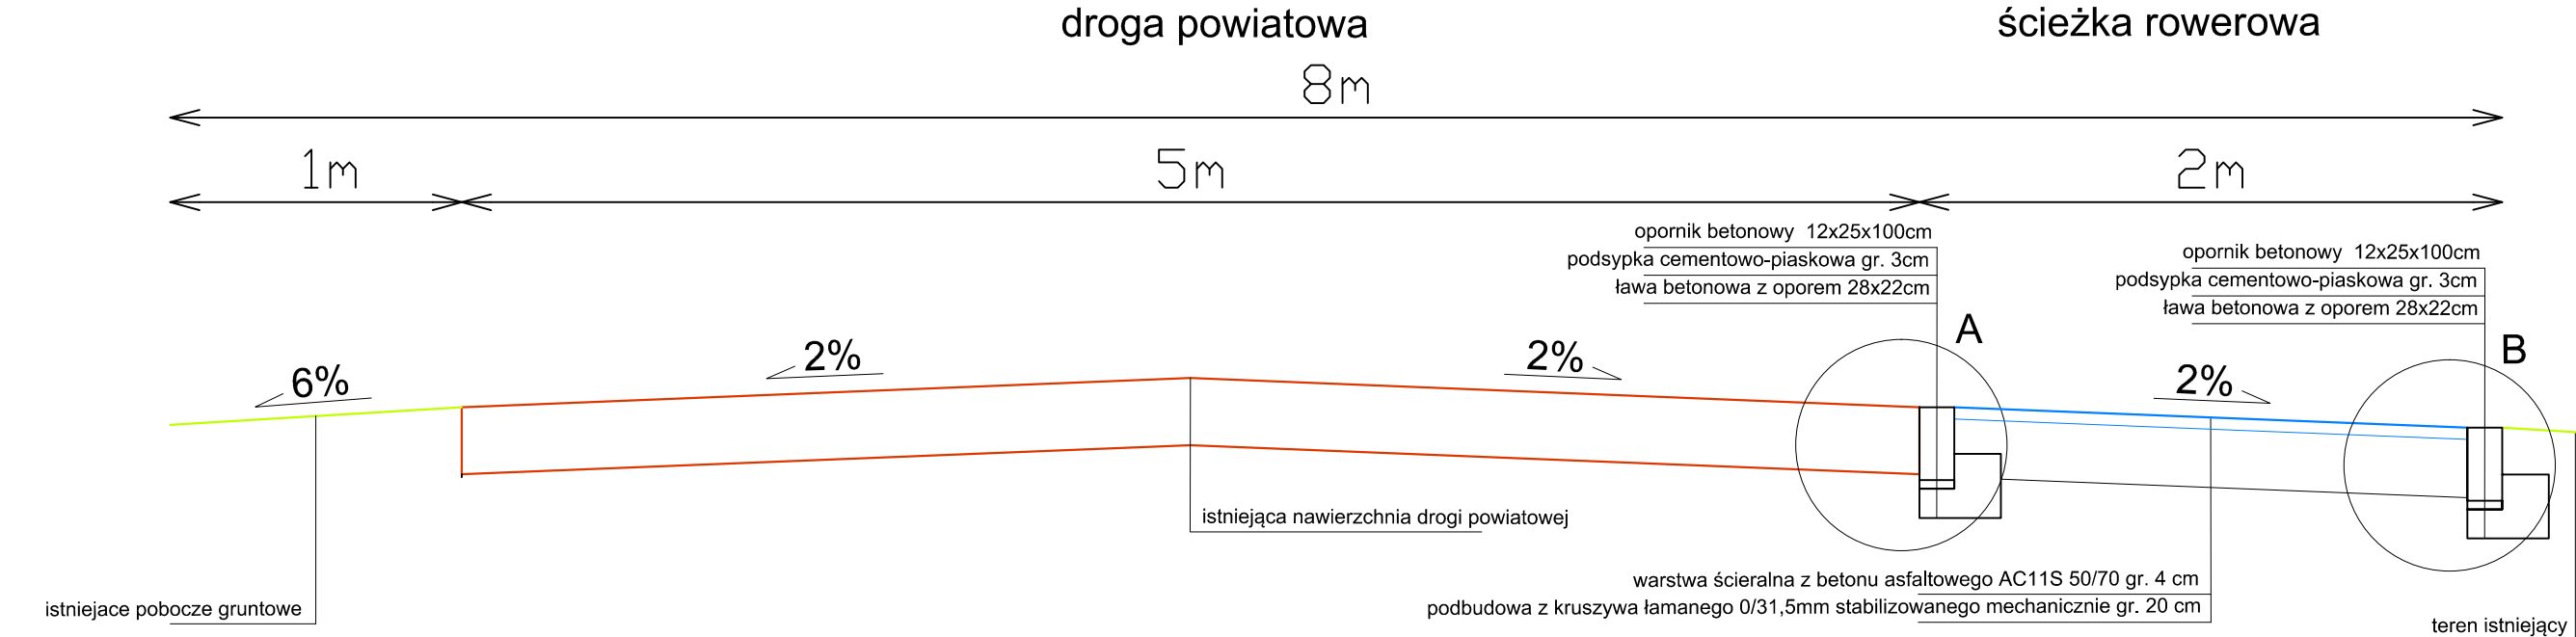 droga powiatowa
ścieżka rowerowa
8m
1m
5m
2m
opornik betonowy 12x25x100cm
podsypka cementowo-piaskowa gr. 3cm
ława betonowa z oporem 28x22cm
opornik betonowy 12x25x100cm
podsypka cementowo-piaskowa gr. 3cm
ława betonowa z oporem 28x22cm
A
B
6%
2%
2%
2%
istniejąca nawierzchnia drogi powiatowej
warstwa ścieralna z betonu asfaltowego AC11S 50/70 gr. 4 cm
podbudowa z kruszywa łamanego 0/31,5mm stabilizowanego mechanicznie gr. 20 cm
istniejace pobocze gruntowe
teren istniejący